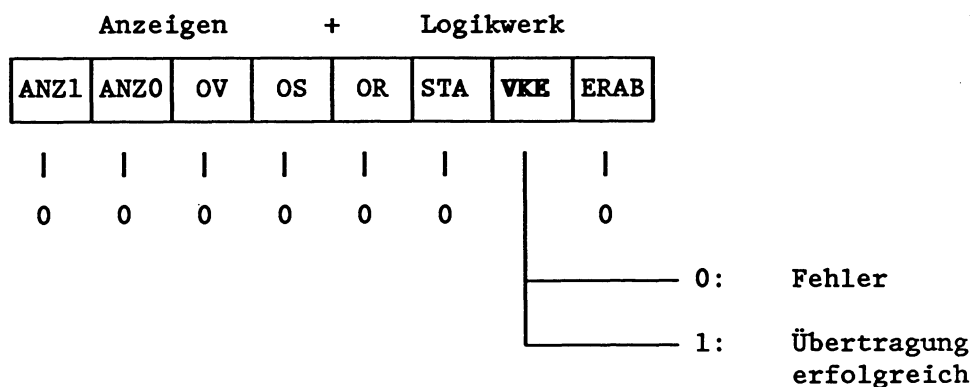 Anzeigen + Logikwerk
ANZ1 ANZ0 OV OS OR STA VKE ERAB
0 0 0 0 0 0 0
0: Fehler
1: Übertragung
erfolgreich